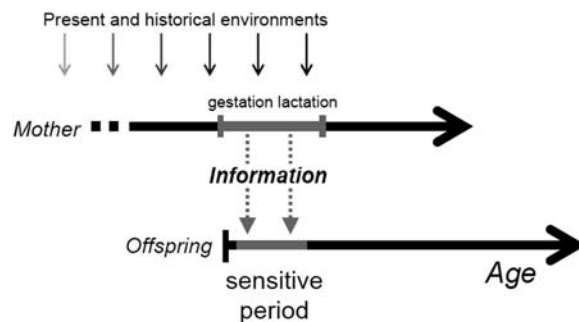 Present and historical environments
gestation lactation
Mother
Information
Offspring
Age
sensitive
period